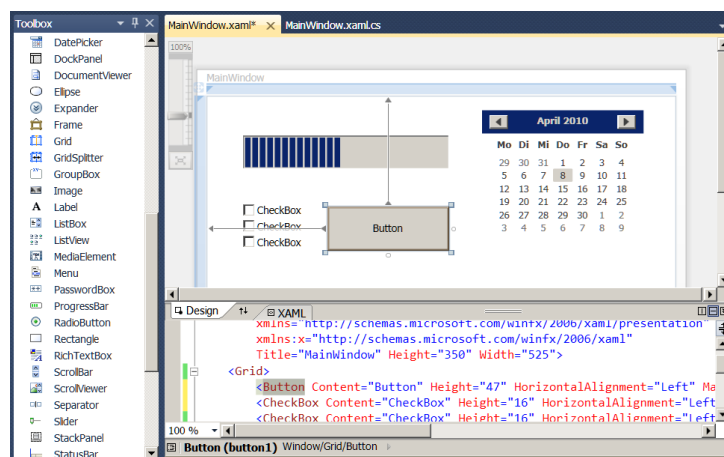 Toolbox
DatePicker
DockPanel
DocumentViewer
Ellipse
Expander
Frame
Grid
GridSplitter
GroupBox
Image
Label
ListBox
ListView
MediaElement
Menu
PasswordBox
ProgressBar
RadioButton
Rectangle
RichTextBox
ScrollBar
ScrollViewer
Separator
Slider
StackPanel
StatusBar
MainWindow.xaml* MainWindow.xaml.cs
100%
MainWindow
April 2010
Mo Di Mi Do Fr Sa So
29 30 31 1 2 3 4
5 6 7 8 9 10 11
12 13 14 15 16 17 18
19 20 21 22 23 24 25
26 27 28 29 30 1 2
3 4 5 6 7 8 9
CheckBox
CheckBox
CheckBox
Button
Design XAML
xmlns="http://schemas.microsoft.com/winfx/2006/xaml/presentation"
xmlns:x="http://schemas.microsoft.com/winfx/2006/xaml"
Title="MainWindow" Height="350" Width="525">
<Grid>
<Button Content="Button" Height="47" HorizontalAlignment="Left" Ma
<CheckBox Content="CheckBox" Height="16" HorizontalAlignment="Left
<CheckBox Content="CheckBox" Height="16" HorizontalAlignment="Left
100 %
Button (button1) Window/Grid/Button